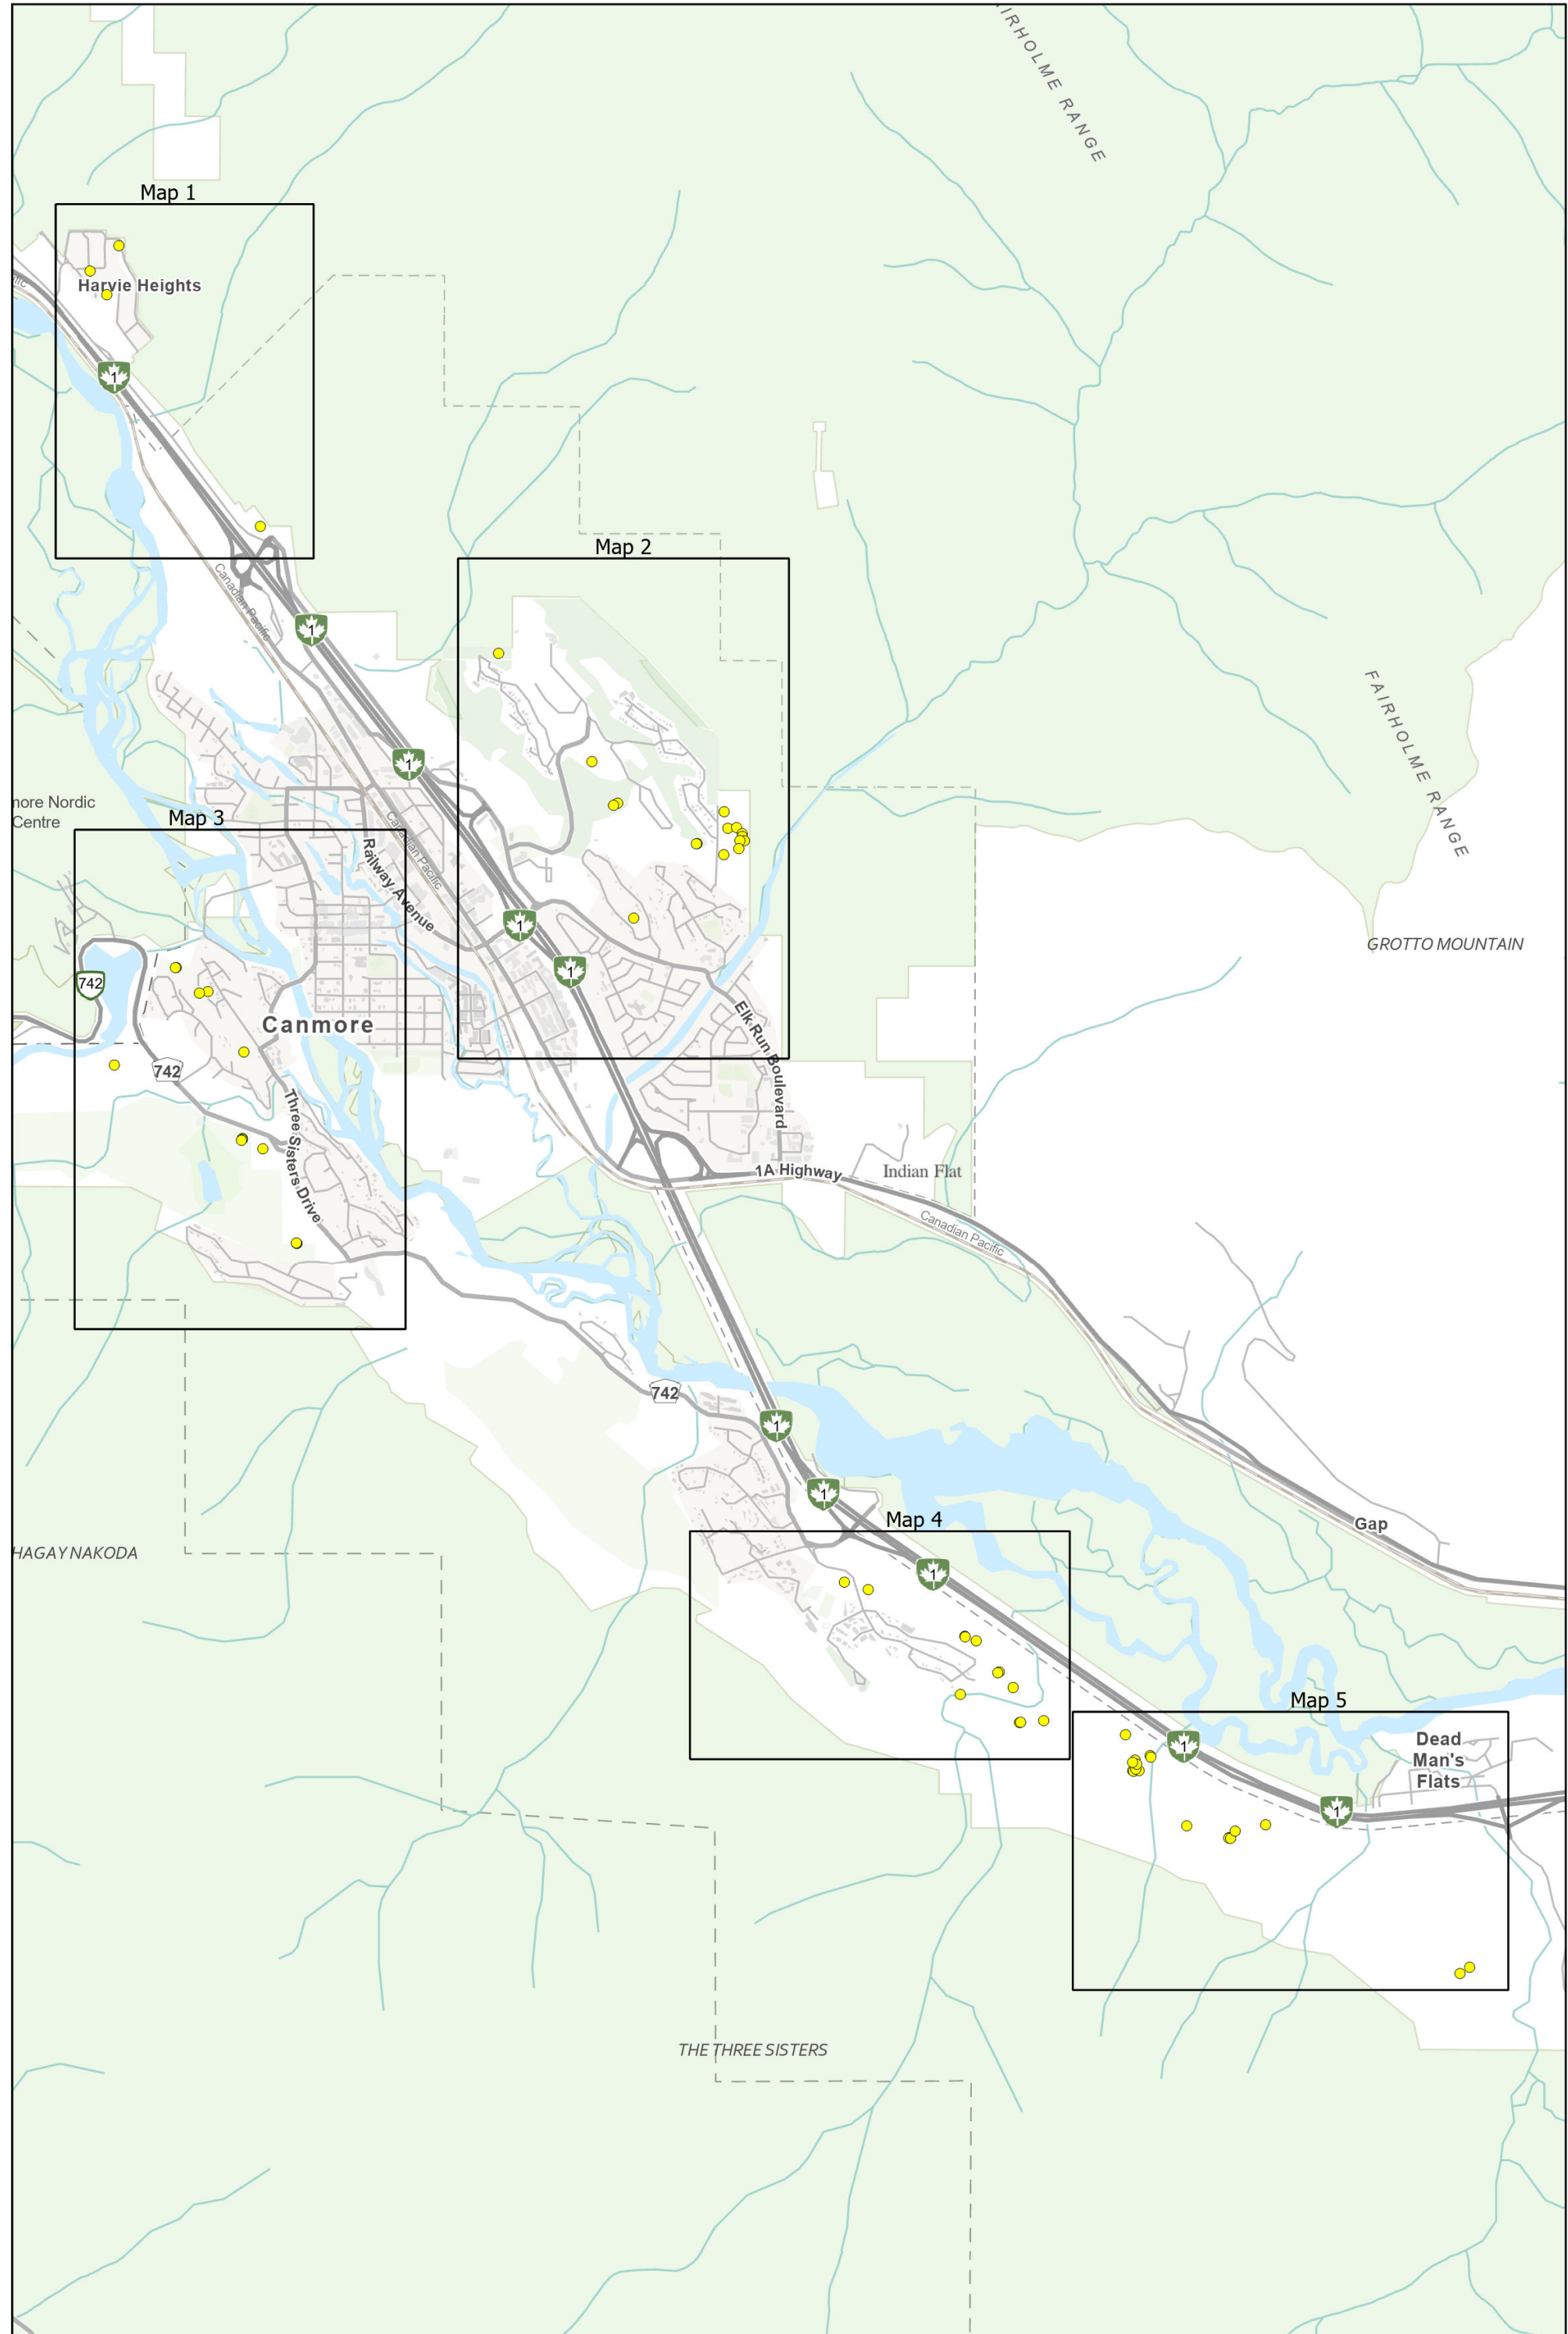 IRHOLME RANGE
Map 1
Harvie Heights
1
Map 2
Canadian Pacific
1
FAIRHOLME RANGE
1
more Nordic
Centre
Map 3
Canadian Pacific
Railway Avenue
1
GROTTO MOUNTAIN
1
742
Canmore
Elk Run Boulevard
742
Three Sisters Drive
1A Highway
Indian Flat
Canadian Pacific
742
1
1
Map 4
Gap
HAGAY NAKODA
1
Map 5
Dead
Man's
Flats
1
1
THE THREE SISTERS